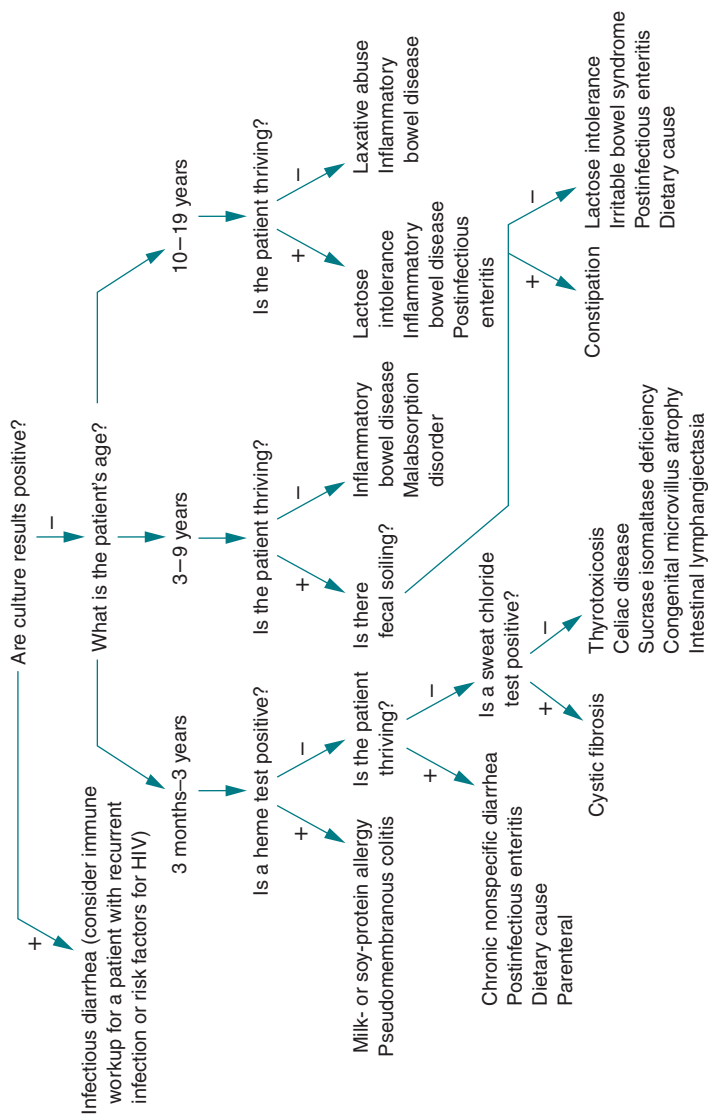 Are culture results positive?
+
−
Infectious diarrhea (consider immune
workup for a patient with recurrent
infection or risk factors for HIV)
What is the patient's age?
3 months–3 years
3−9 years
10−19 years
Is a heme test positive?
Is the patient thriving?
Is the patient thriving?
+
−
+
−
+
−
Milk- or soy-protein allergy
Pseudomembranous colitis
Is the patient
thriving?
Is there
fecal soiling?
Inflammatory
bowel disease
Malabsorption
disorder
Lactose
intolerance
Inflammatory
bowel disease
Postinfectious
enteritis
Laxative abuse
Inflammatory
bowel disease
+
−
Chronic nonspecific diarrhea
Postinfectious enteritis
Dietary cause
Parenteral
Is a sweat chloride
test positive?
+
−
+
−
Cystic fibrosis
Thyrotoxicosis
Celiac disease
Sucrase isomaltase deficiency
Congenital microvillus atrophy
Intestinal lymphangiectasia
Constipation
Lactose intolerance
Irritable bowel syndrome
Postinfectious enteritis
Dietary cause